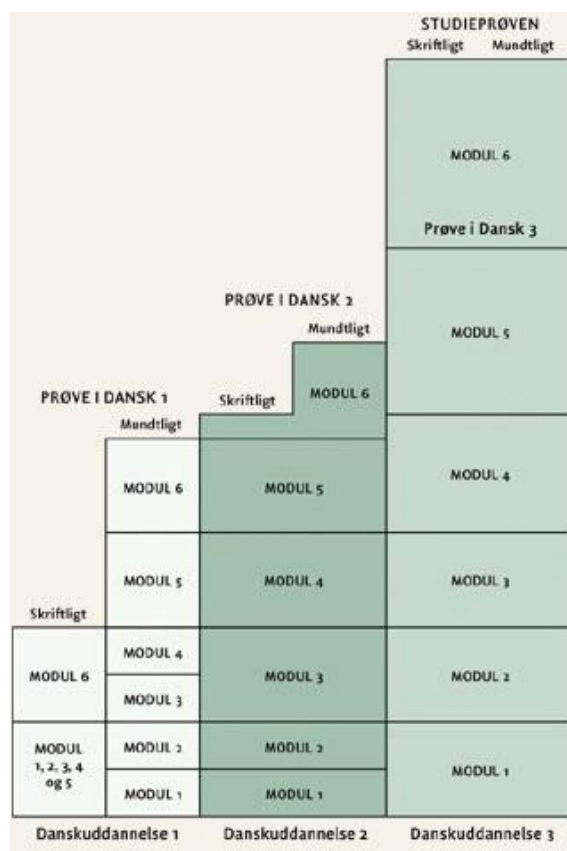 STUDIEPRØVEN
Skriftligt Mundtligt
MODUL 6
Prøve i Dansk 3
MODUL 5
MODUL 4
MODUL 3
MODUL 2
MODUL 1
Danskuddannelse 3
PRØVE I DANSK 2
Mundtligt
Skriftligt
MODUL 6
MODUL 5
MODUL 4
MODUL 3
MODUL 2
MODUL 1
Danskuddannelse 2
PRØVE I DANSK 1
Mundtligt
MODUL 6
MODUL 5
MODUL 4
MODUL 3
MODUL 2
MODUL 1
Skriftligt
MODUL 6
MODUL
1, 2, 3, 4
og 5
Danskuddannelse 1